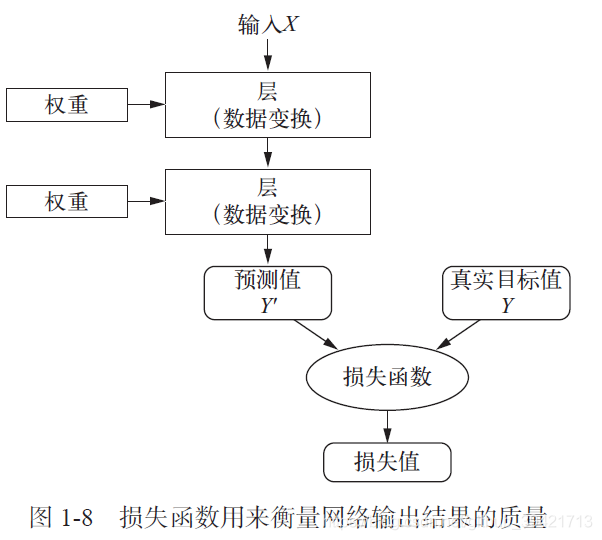 输入X
权重
层
（数据变换）
权重
层
（数据变换）
预测值
Y'
真实目标值
Y
损失函数
损失值
图 1-8 损失函数用来衡量网络输出结果的质量